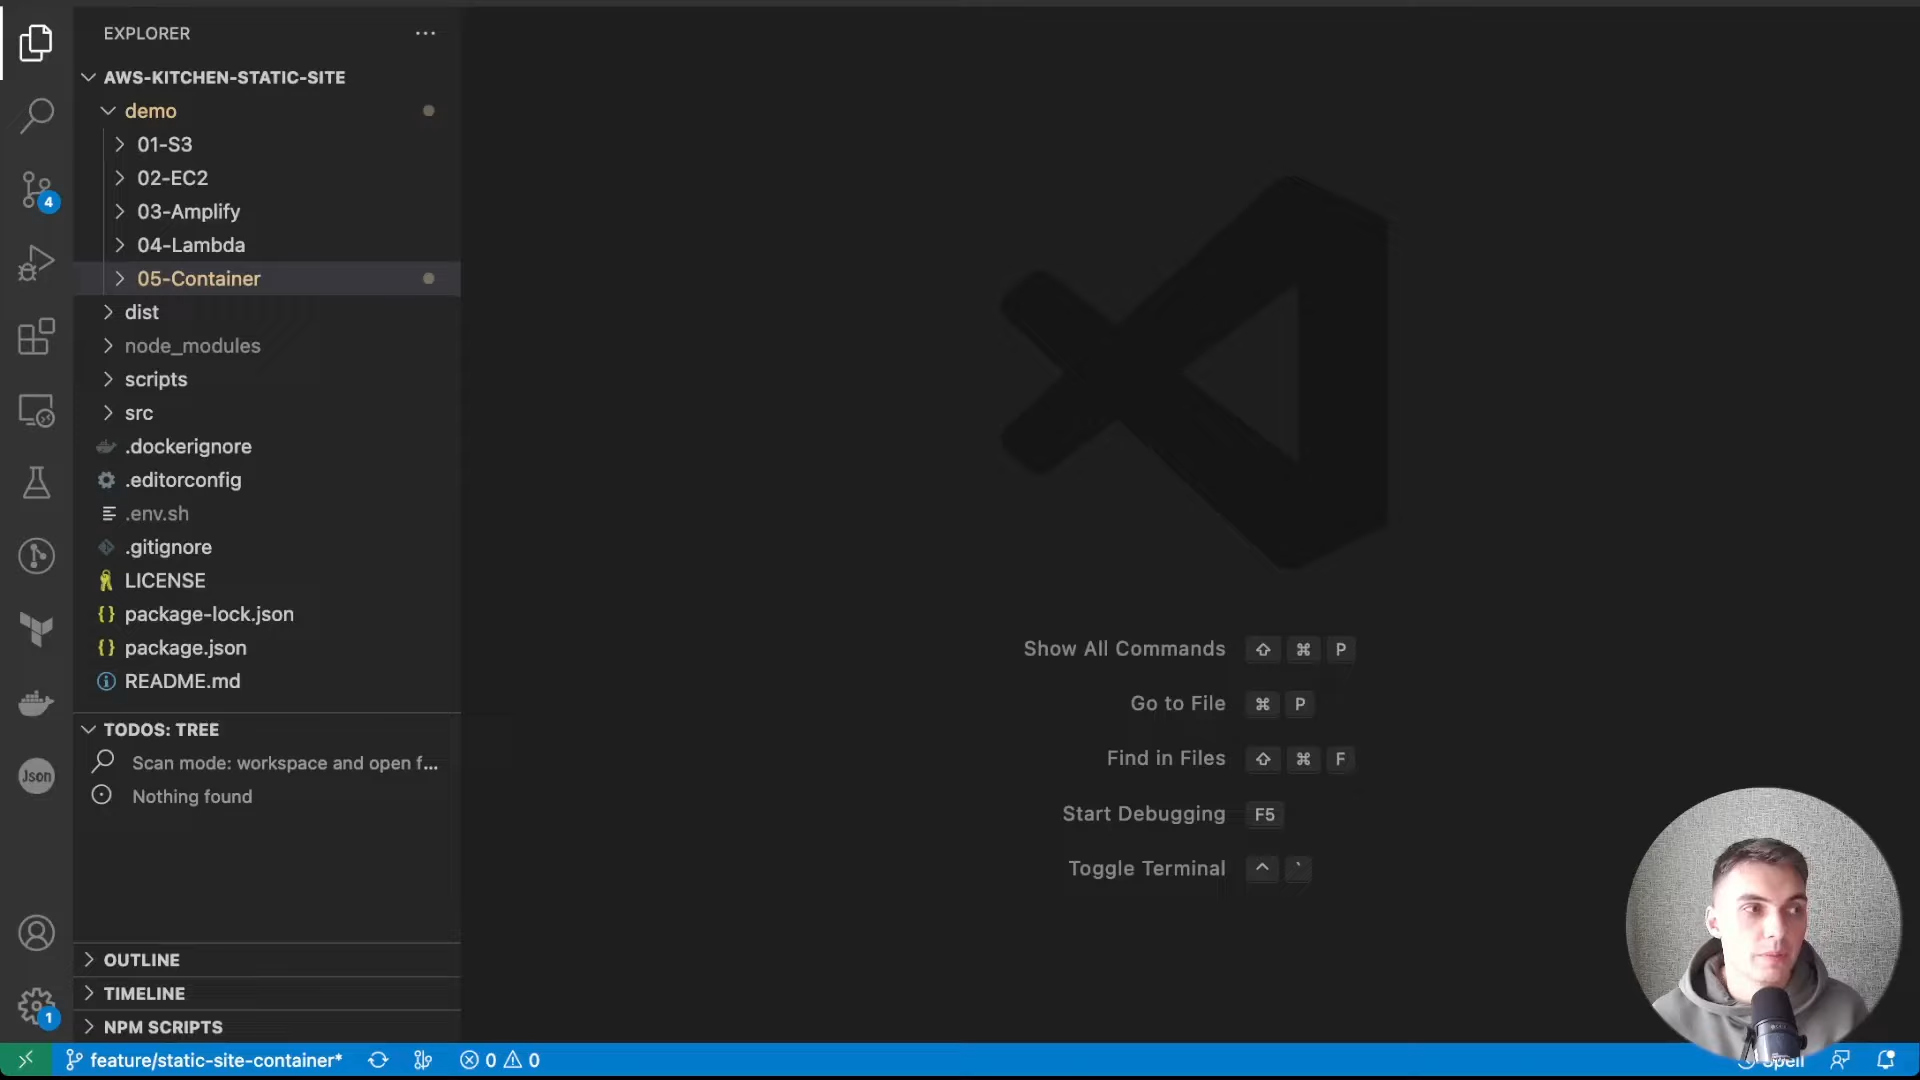 EXPLORER
AWS-KITCHEN-STATIC-SITE
demo
01-S3
02-EC2
03-Amplify
04-Lambda
05-Container
dist
node_modules
scripts
src
.dockerignore
.editorconfig
.env.sh
.gitignore
LICENSE
package-lock.json
package.json
README.md
TODOS: TREE
Scan mode: workspace and open f...
Nothing found
OUTLINE
TIMELINE
NPM SCRIPTS
4
Json
1
Show All Commands ⇧ ⌘ P
Go to File ⌘ P
Find in Files ⇧ ⌘ F
Start Debugging F5
Toggle Terminal ^ `
feature/static-site-container* 0 0 Spell